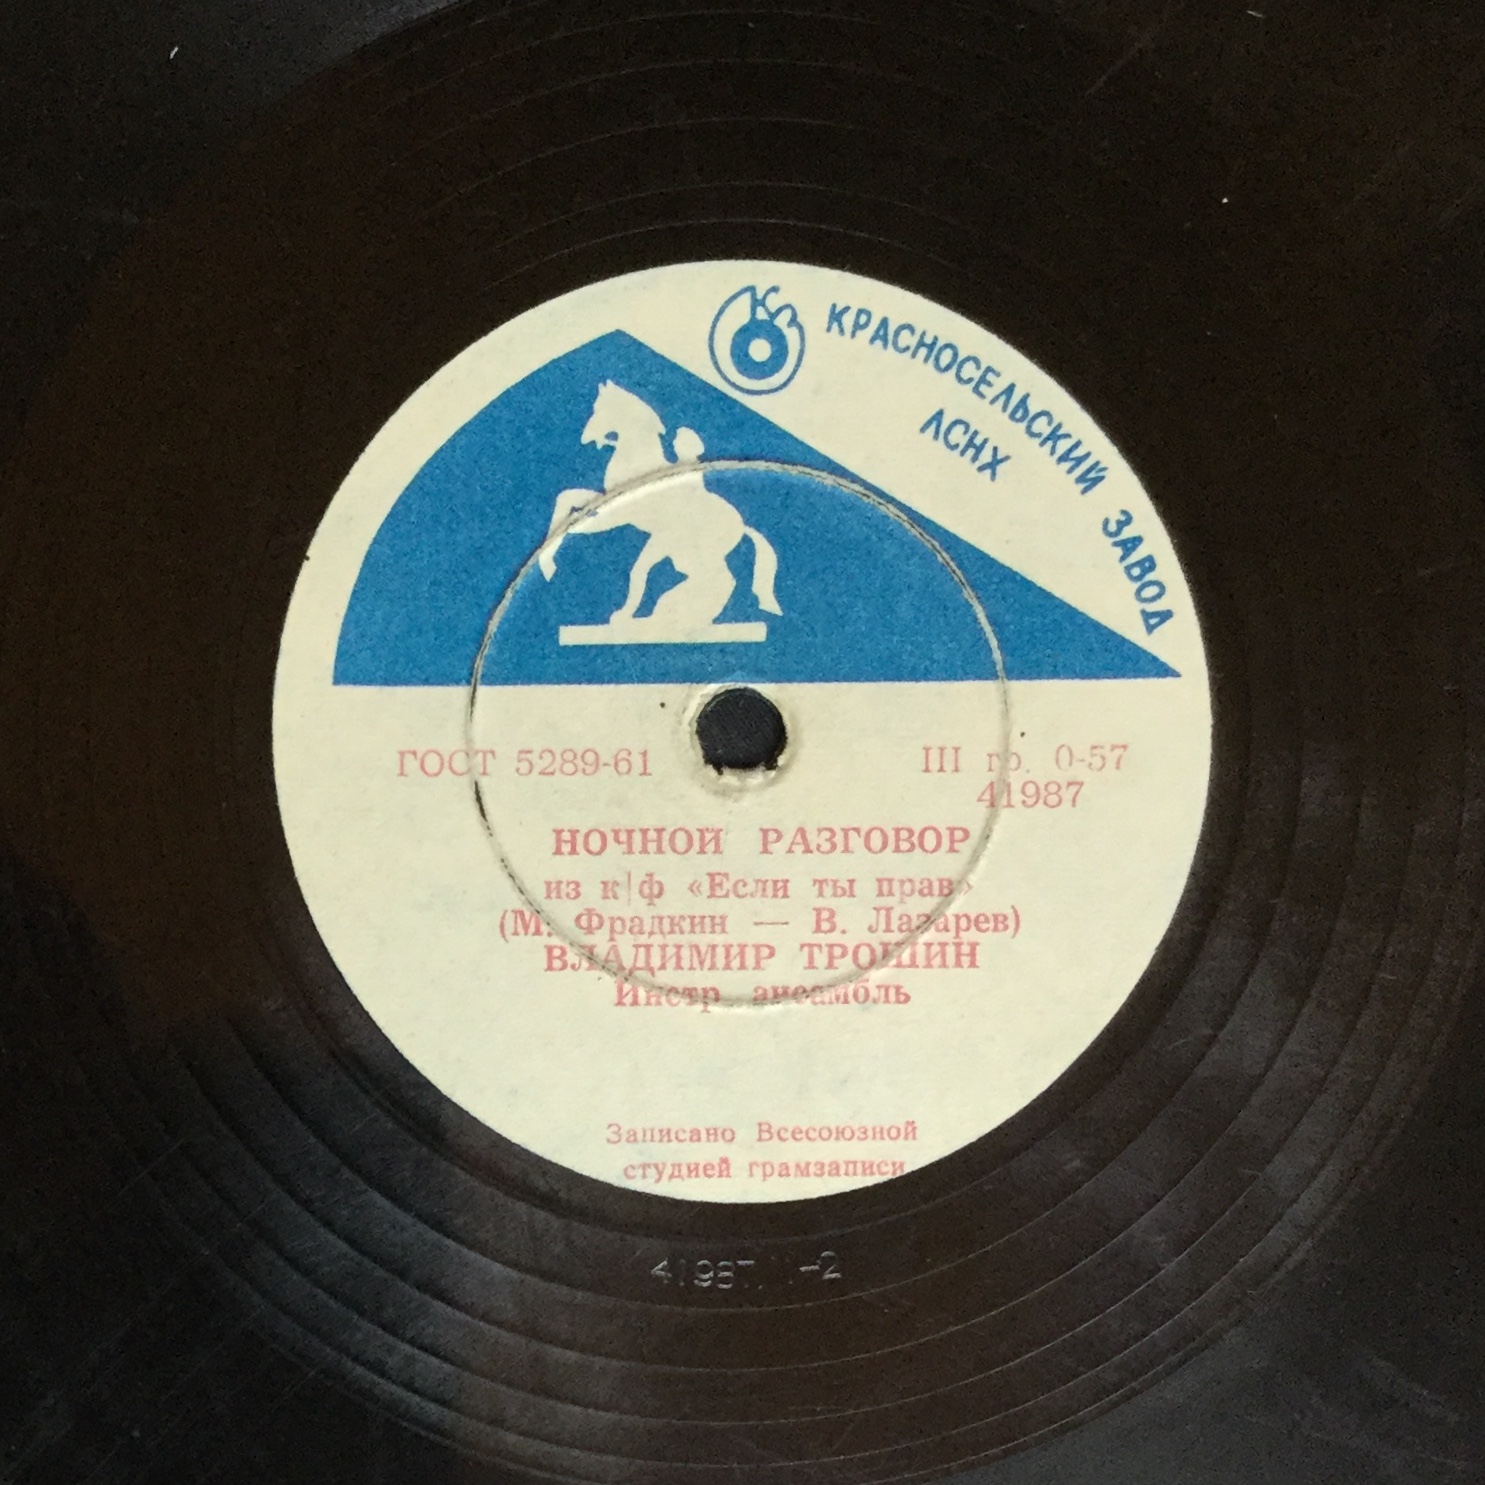 КРАСНОСЕЛЬСКИЙ ЗАВОД
ЛСНХ
ГОСТ 5289-61
III гр. 0-57
41987
НОЧНОЙ РАЗГОВОР
из к|ф «Если ты прав»
(М. Фрадкин — В. Лазарев)
ВЛАДИМИР ТРОШИН
Инстр. ансамбль
Записано Всесоюзной
студией грамзаписи